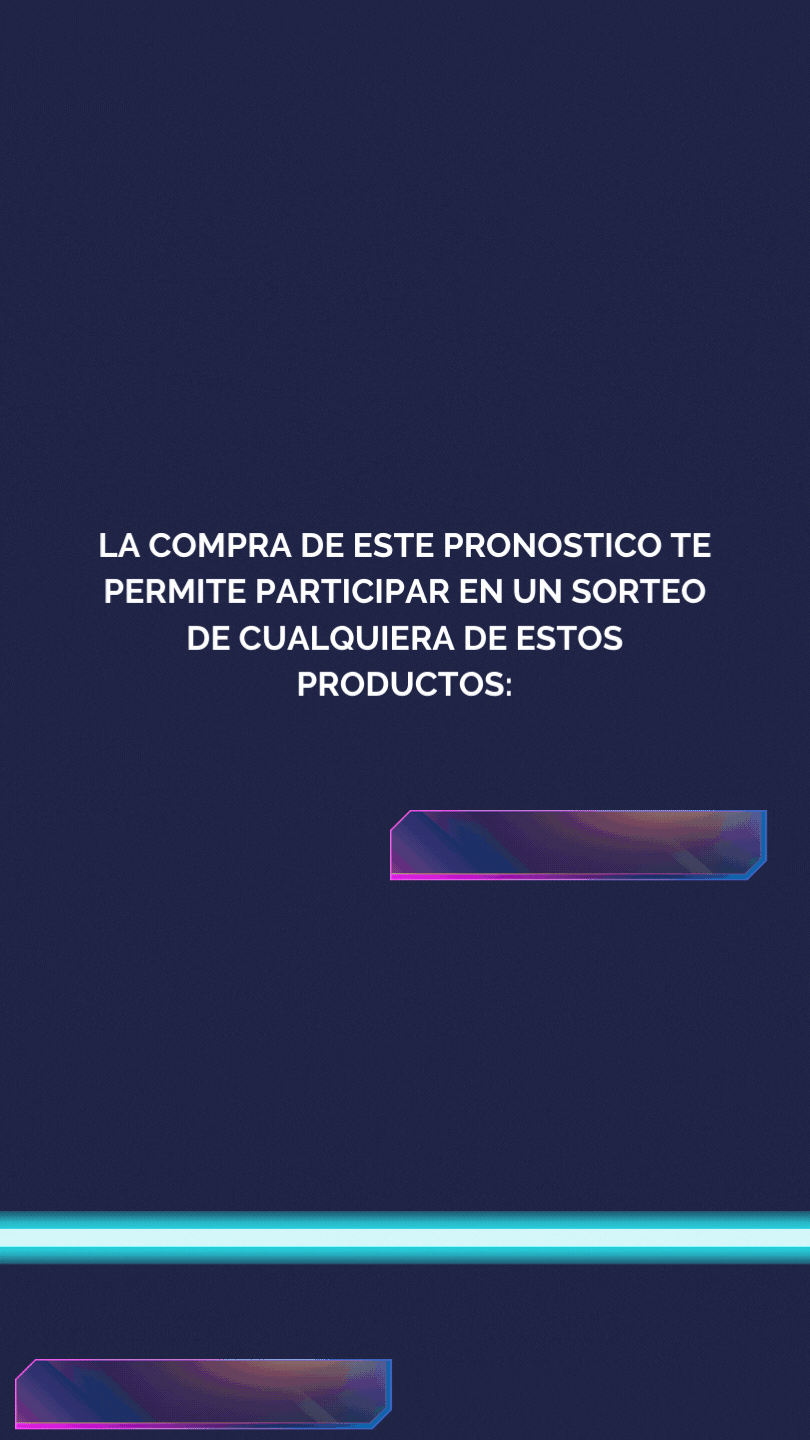 LA COMPRA DE ESTE PRONOSTICO TE
PERMITE PARTICIPAR EN UN SORTEO
DE CUALQUIERA DE ESTOS
PRODUCTOS: